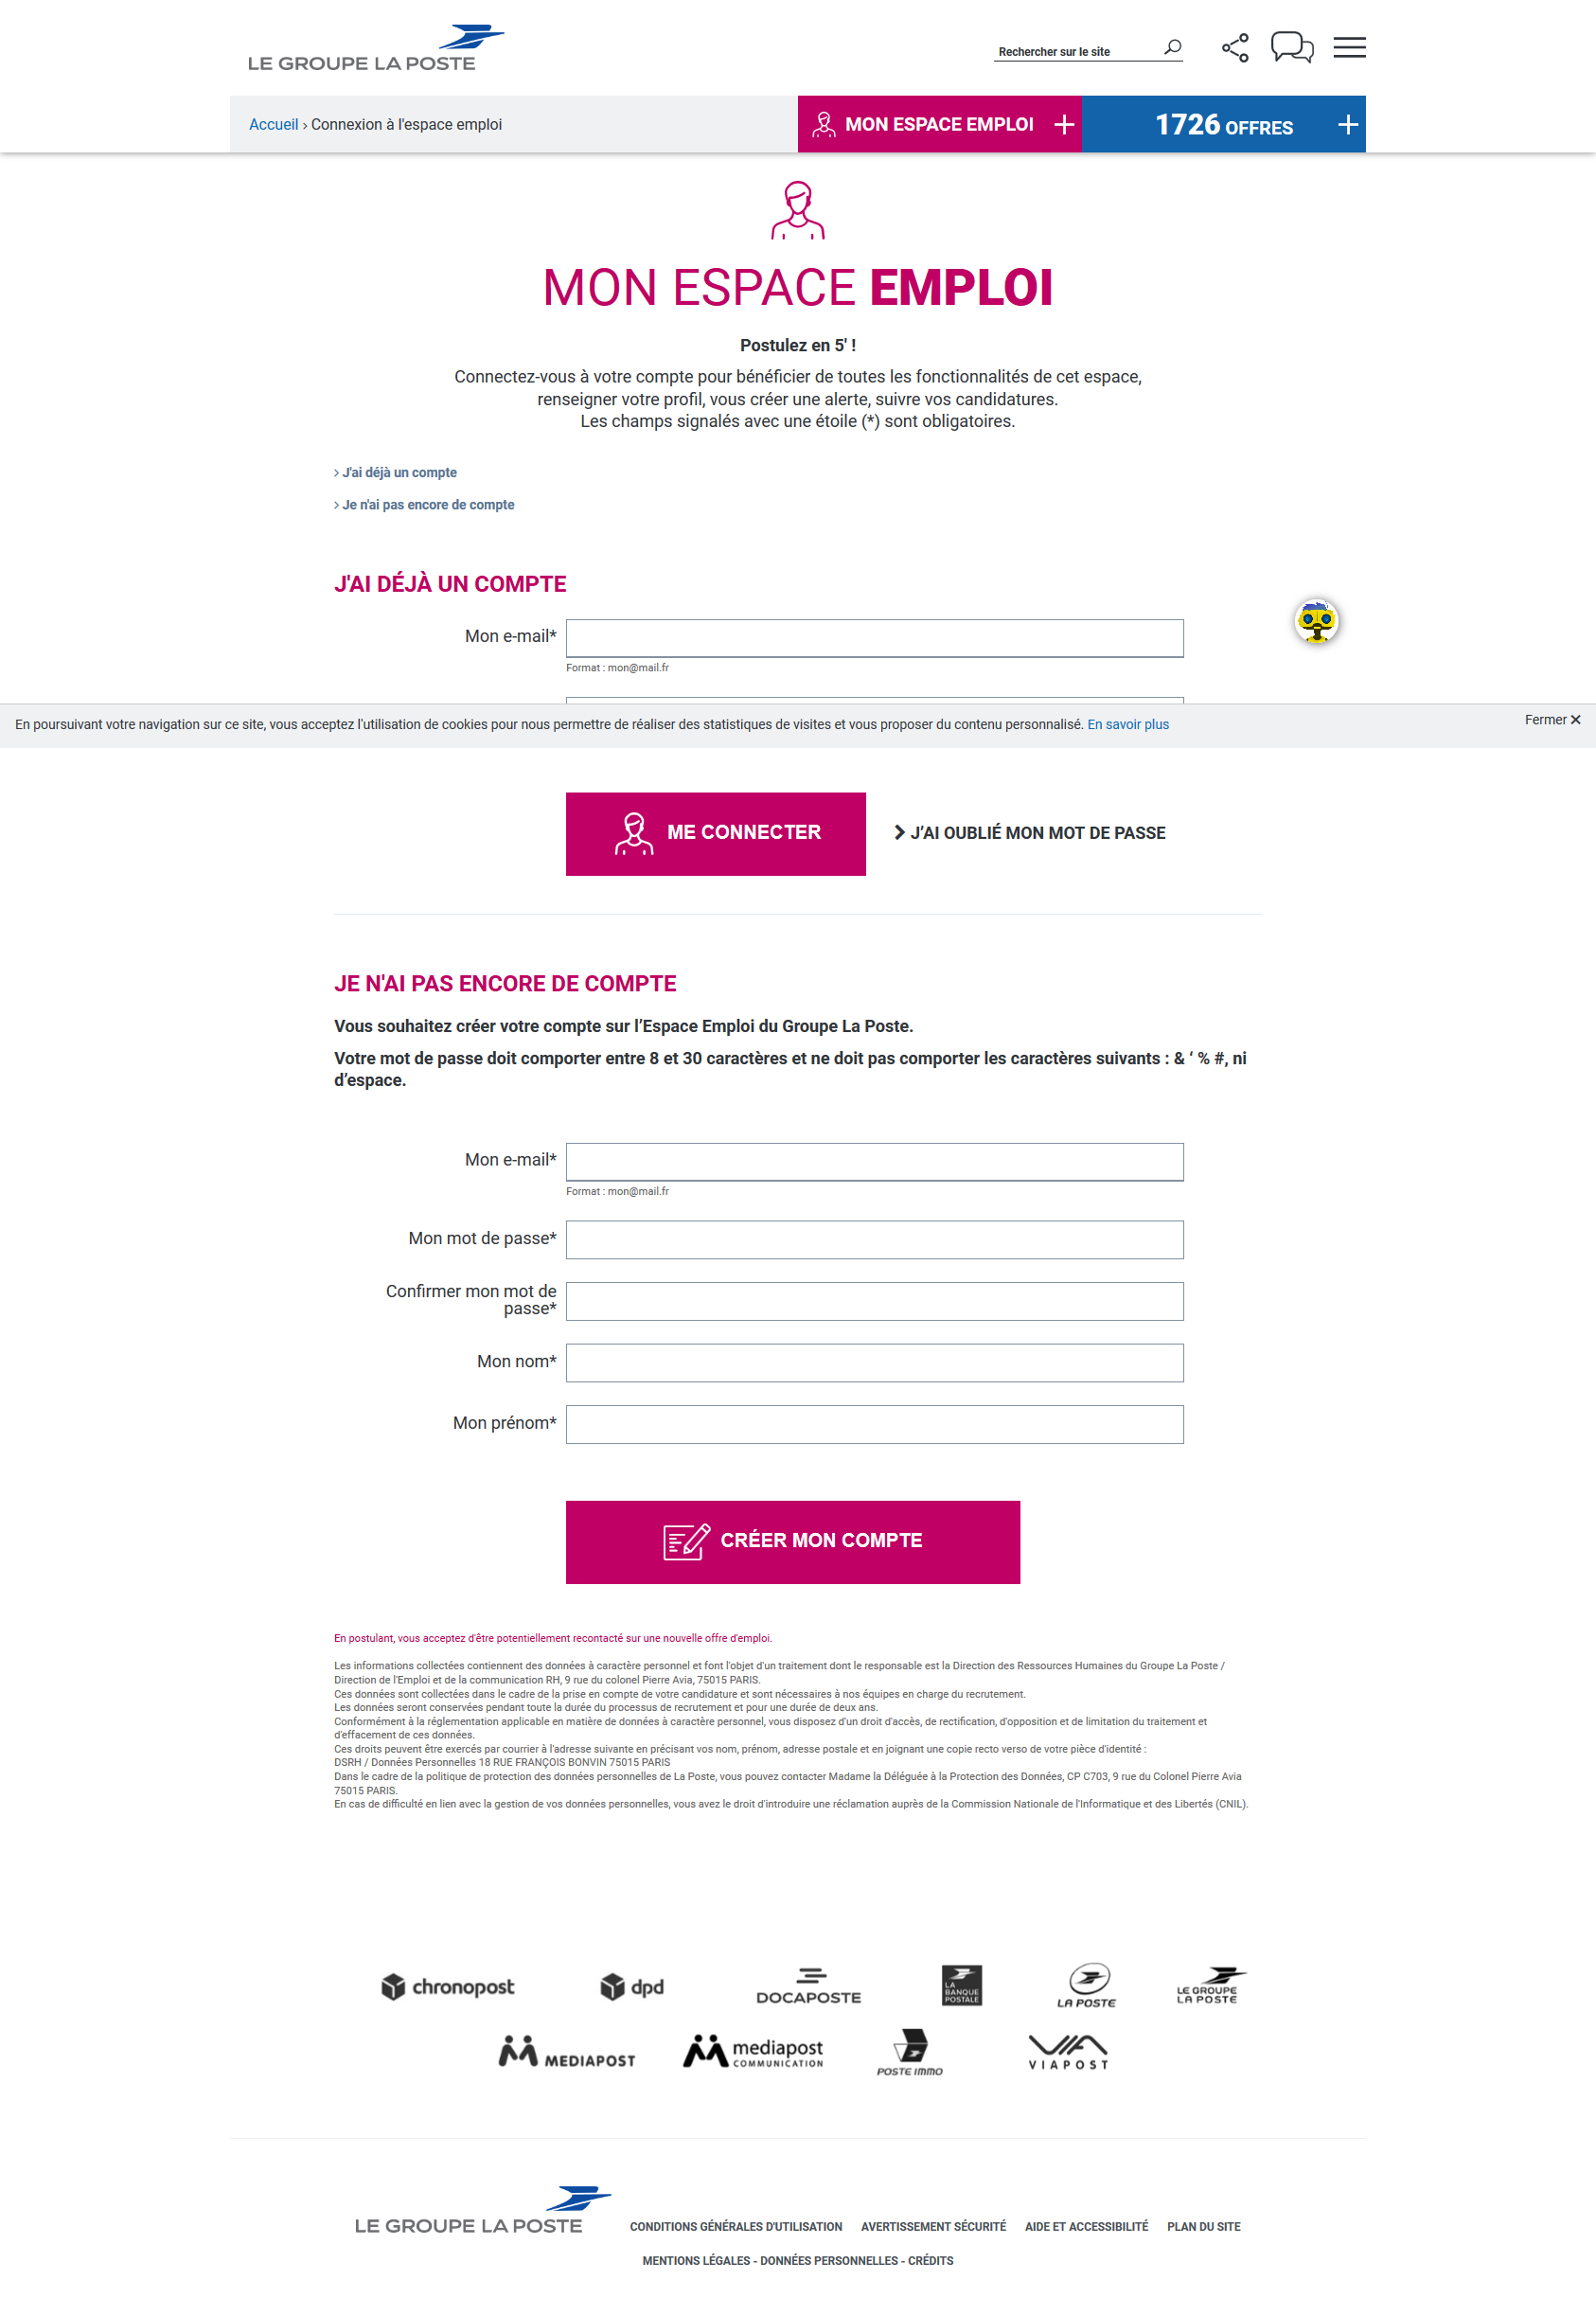 LE GROUPE LA POSTE
Rechercher sur le site
Accueil › Connexion à l'espace emploi
MON ESPACE EMPLOI
1726 OFFRES
MON ESPACE EMPLOI
Postulez en 5' !
Connectez-vous à votre compte pour bénéficier de toutes les fonctionnalités de cet espace,
renseigner votre profil, vous créer une alerte, suivre vos candidatures.
Les champs signalés avec une étoile (*) sont obligatoires.
> J'ai déjà un compte
> Je n'ai pas encore de compte
J'AI DÉJÀ UN COMPTE
Mon e-mail*
Format : mon@mail.fr
En poursuivant votre navigation sur ce site, vous acceptez l'utilisation de cookies pour nous permettre de réaliser des statistiques de visites et vous proposer du contenu personnalisé. En savoir plus
Fermer ✕
ME CONNECTER
> J’AI OUBLIÉ MON MOT DE PASSE
JE N'AI PAS ENCORE DE COMPTE
Vous souhaitez créer votre compte sur l’Espace Emploi du Groupe La Poste.
Votre mot de passe doit comporter entre 8 et 30 caractères et ne doit pas comporter les caractères suivants : & ‘ % #, ni
d’espace.
Mon e-mail*
Format : mon@mail.fr
Mon mot de passe*
Confirmer mon mot de
passe*
Mon nom*
Mon prénom*
CRÉER MON COMPTE
En postulant, vous acceptez d'être potentiellement recontacté sur une nouvelle offre d'emploi.
Les informations collectées contiennent des données à caractère personnel et font l'objet d'un traitement dont le responsable est la Direction des Ressources Humaines du Groupe La Poste /
Direction de l'Emploi et de la communication RH, 9 rue du colonel Pierre Avia, 75015 PARIS.
Ces données sont collectées dans le cadre de la prise en compte de votre candidature et sont nécessaires à nos équipes en charge du recrutement.
Les données seront conservées pendant toute la durée du processus de recrutement et pour une durée de deux ans.
Conformément à la réglementation applicable en matière de données à caractère personnel, vous disposez d'un droit d'accès, de rectification, d'opposition et de limitation du traitement et
d'effacement de ces données.
Ces droits peuvent être exercés par courrier à l'adresse suivante en précisant vos nom, prénom, adresse postale et en joignant une copie recto verso de votre pièce d'identité :
DSRH / Données Personnelles 18 RUE FRANÇOIS BONVIN 75015 PARIS
Dans le cadre de la politique de protection des données personnelles de La Poste, vous pouvez contacter Madame la Déléguée à la Protection des Données, CP C703, 9 rue du Colonel Pierre Avia
75015 PARIS.
En cas de difficulté en lien avec la gestion de vos données personnelles, vous avez le droit d'introduire une réclamation auprès de la Commission Nationale de l'Informatique et des Libertés (CNIL).
chronopost
dpd
DOCAPOSTE
LA
BANQUE
POSTALE
LA POSTE
LE GROUPE
LA POSTE
MEDIAPOST
mediapost
COMMUNICATION
POSTE IMMO
VIAPOST
LE GROUPE LA POSTE
CONDITIONS GÉNÉRALES D'UTILISATION
AVERTISSEMENT SÉCURITÉ
AIDE ET ACCESSIBILITÉ
PLAN DU SITE
MENTIONS LÉGALES - DONNÉES PERSONNELLES - CRÉDITS